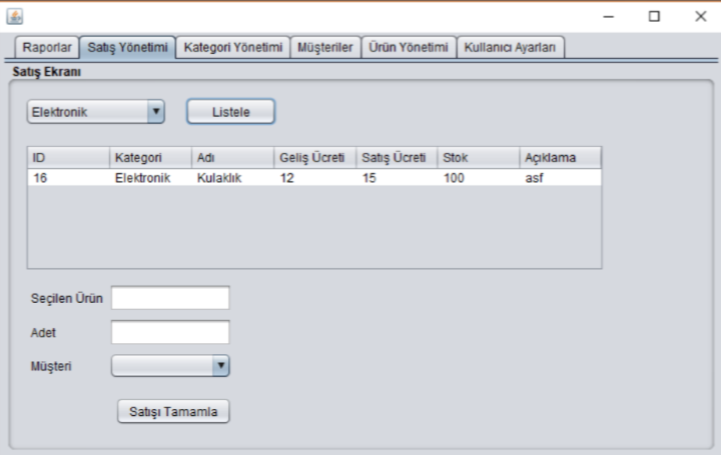 Raporlar Satış Yönetimi Kategori Yönetimi Müşteriler Ürün Yönetimi Kullanıcı Ayarları
Satış Ekranı
Elektronik Listele
ID Kategori Adı Geliş Ücreti Satış Ücreti Stok Açıklama
16 Elektronik Kulaklık 12 15 100 asf
Seçilen Ürün
Adet
Müşteri
Satışı Tamamla